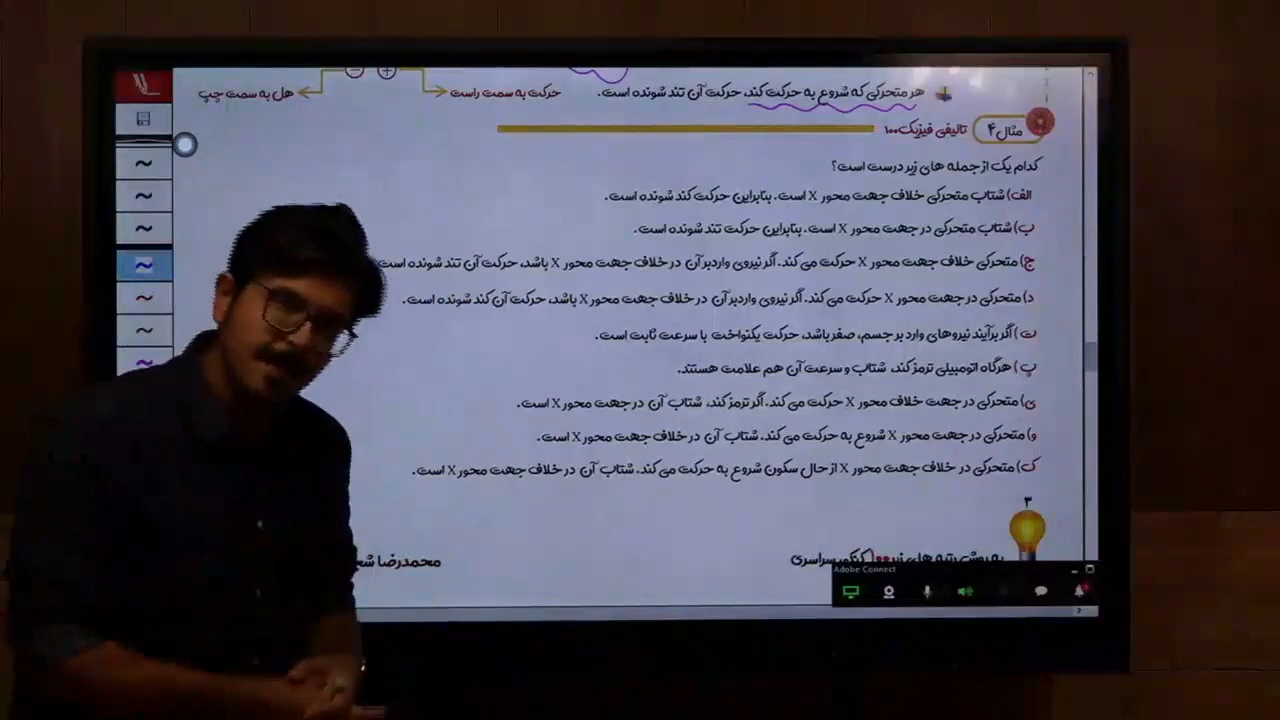 حرکت به سمت راست
هل به سمت چپ
هر متحرکی که شروع به حرکت کند، حرکت آن تند شونده است.
مثال ۴
تالیفی فیزیک۱۰۰
کدام یک از جمله های زیر درست است؟
الف) شتاب متحرکی خلاف جهت محور X است. بنابراین حرکت کند شونده است.
ب) شتاب متحرکی در جهت محور X است. بنابراین حرکت تند شونده است.
ج) متحرکی خلاف جهت محور X حرکت می کند. اگر نیروی وارد بر آن در خلاف جهت محور X باشد، حرکت آن تند شونده است
د) متحرکی در جهت محور X حرکت می کند. اگر نیروی وارد بر آن در خلاف جهت محور X باشد، حرکت آن کند شونده است.
ت) اگر برآیند نیروهای وارد بر جسم، صفر باشد، حرکت یکنواخت با سرعت ثابت است.
پ) هرگاه اتومبیلی ترمز کند، شتاب و سرعت آن هم علامت هستند.
ی) متحرکی در جهت خلاف محور X حرکت می کند. اگر ترمز کند، شتاب آن در جهت محور X است.
و) متحرکی در جهت محور X شروع به حرکت می کند. شتاب آن در خلاف جهت محور X است.
ک) متحرکی در خلاف جهت محور X از حال سکون شروع به حرکت می کند. شتاب آن در خلاف جهت محور X است.
۳
به روش رتبه های زیر ۱۰۰ کنکور سراسری
محمدرضا
Adobe Connect